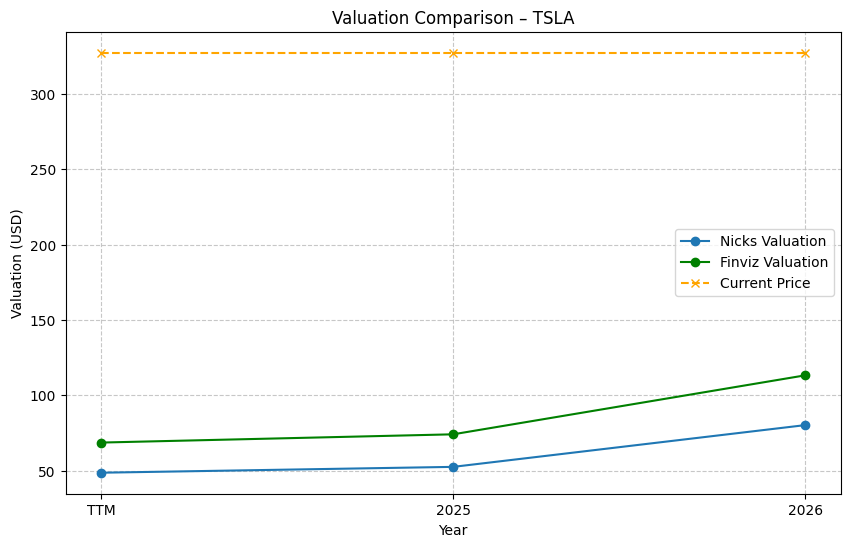 Valuation Comparison – TSLA
Valuation (USD)
300
250
200
150
100
50
Nicks Valuation
Finviz Valuation
Current Price
TTM
2025
2026
Year